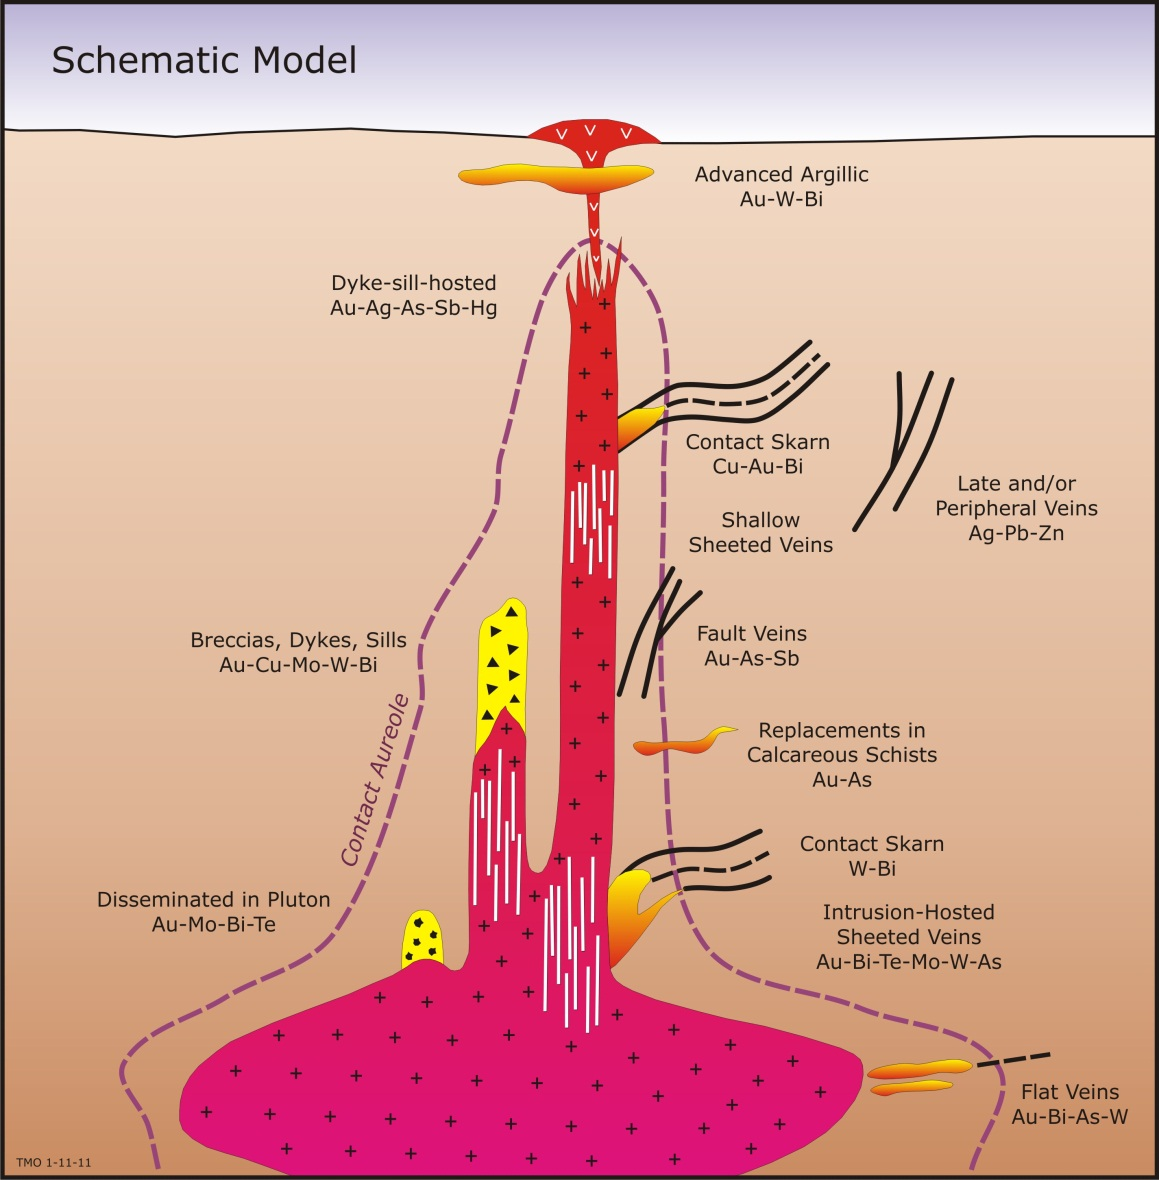 Schematic Model
Advanced Argillic
Au-W-Bi
Dyke-sill-hosted
Au-Ag-As-Sb-Hg
Contact Skarn
Cu-Au-Bi
Late and/or
Peripheral Veins
Ag-Pb-Zn
Shallow
Sheeted Veins
Breccias, Dykes, Sills
Au-Cu-Mo-W-Bi
Fault Veins
Au-As-Sb
Contact Aureole
Replacements in
Calcareous Schists
Au-As
Contact Skarn
W-Bi
Disseminated in Pluton
Au-Mo-Bi-Te
Intrusion-Hosted
Sheeted Veins
Au-Bi-Te-Mo-W-As
Flat Veins
Au-Bi-As-W
TMO 1-11-11